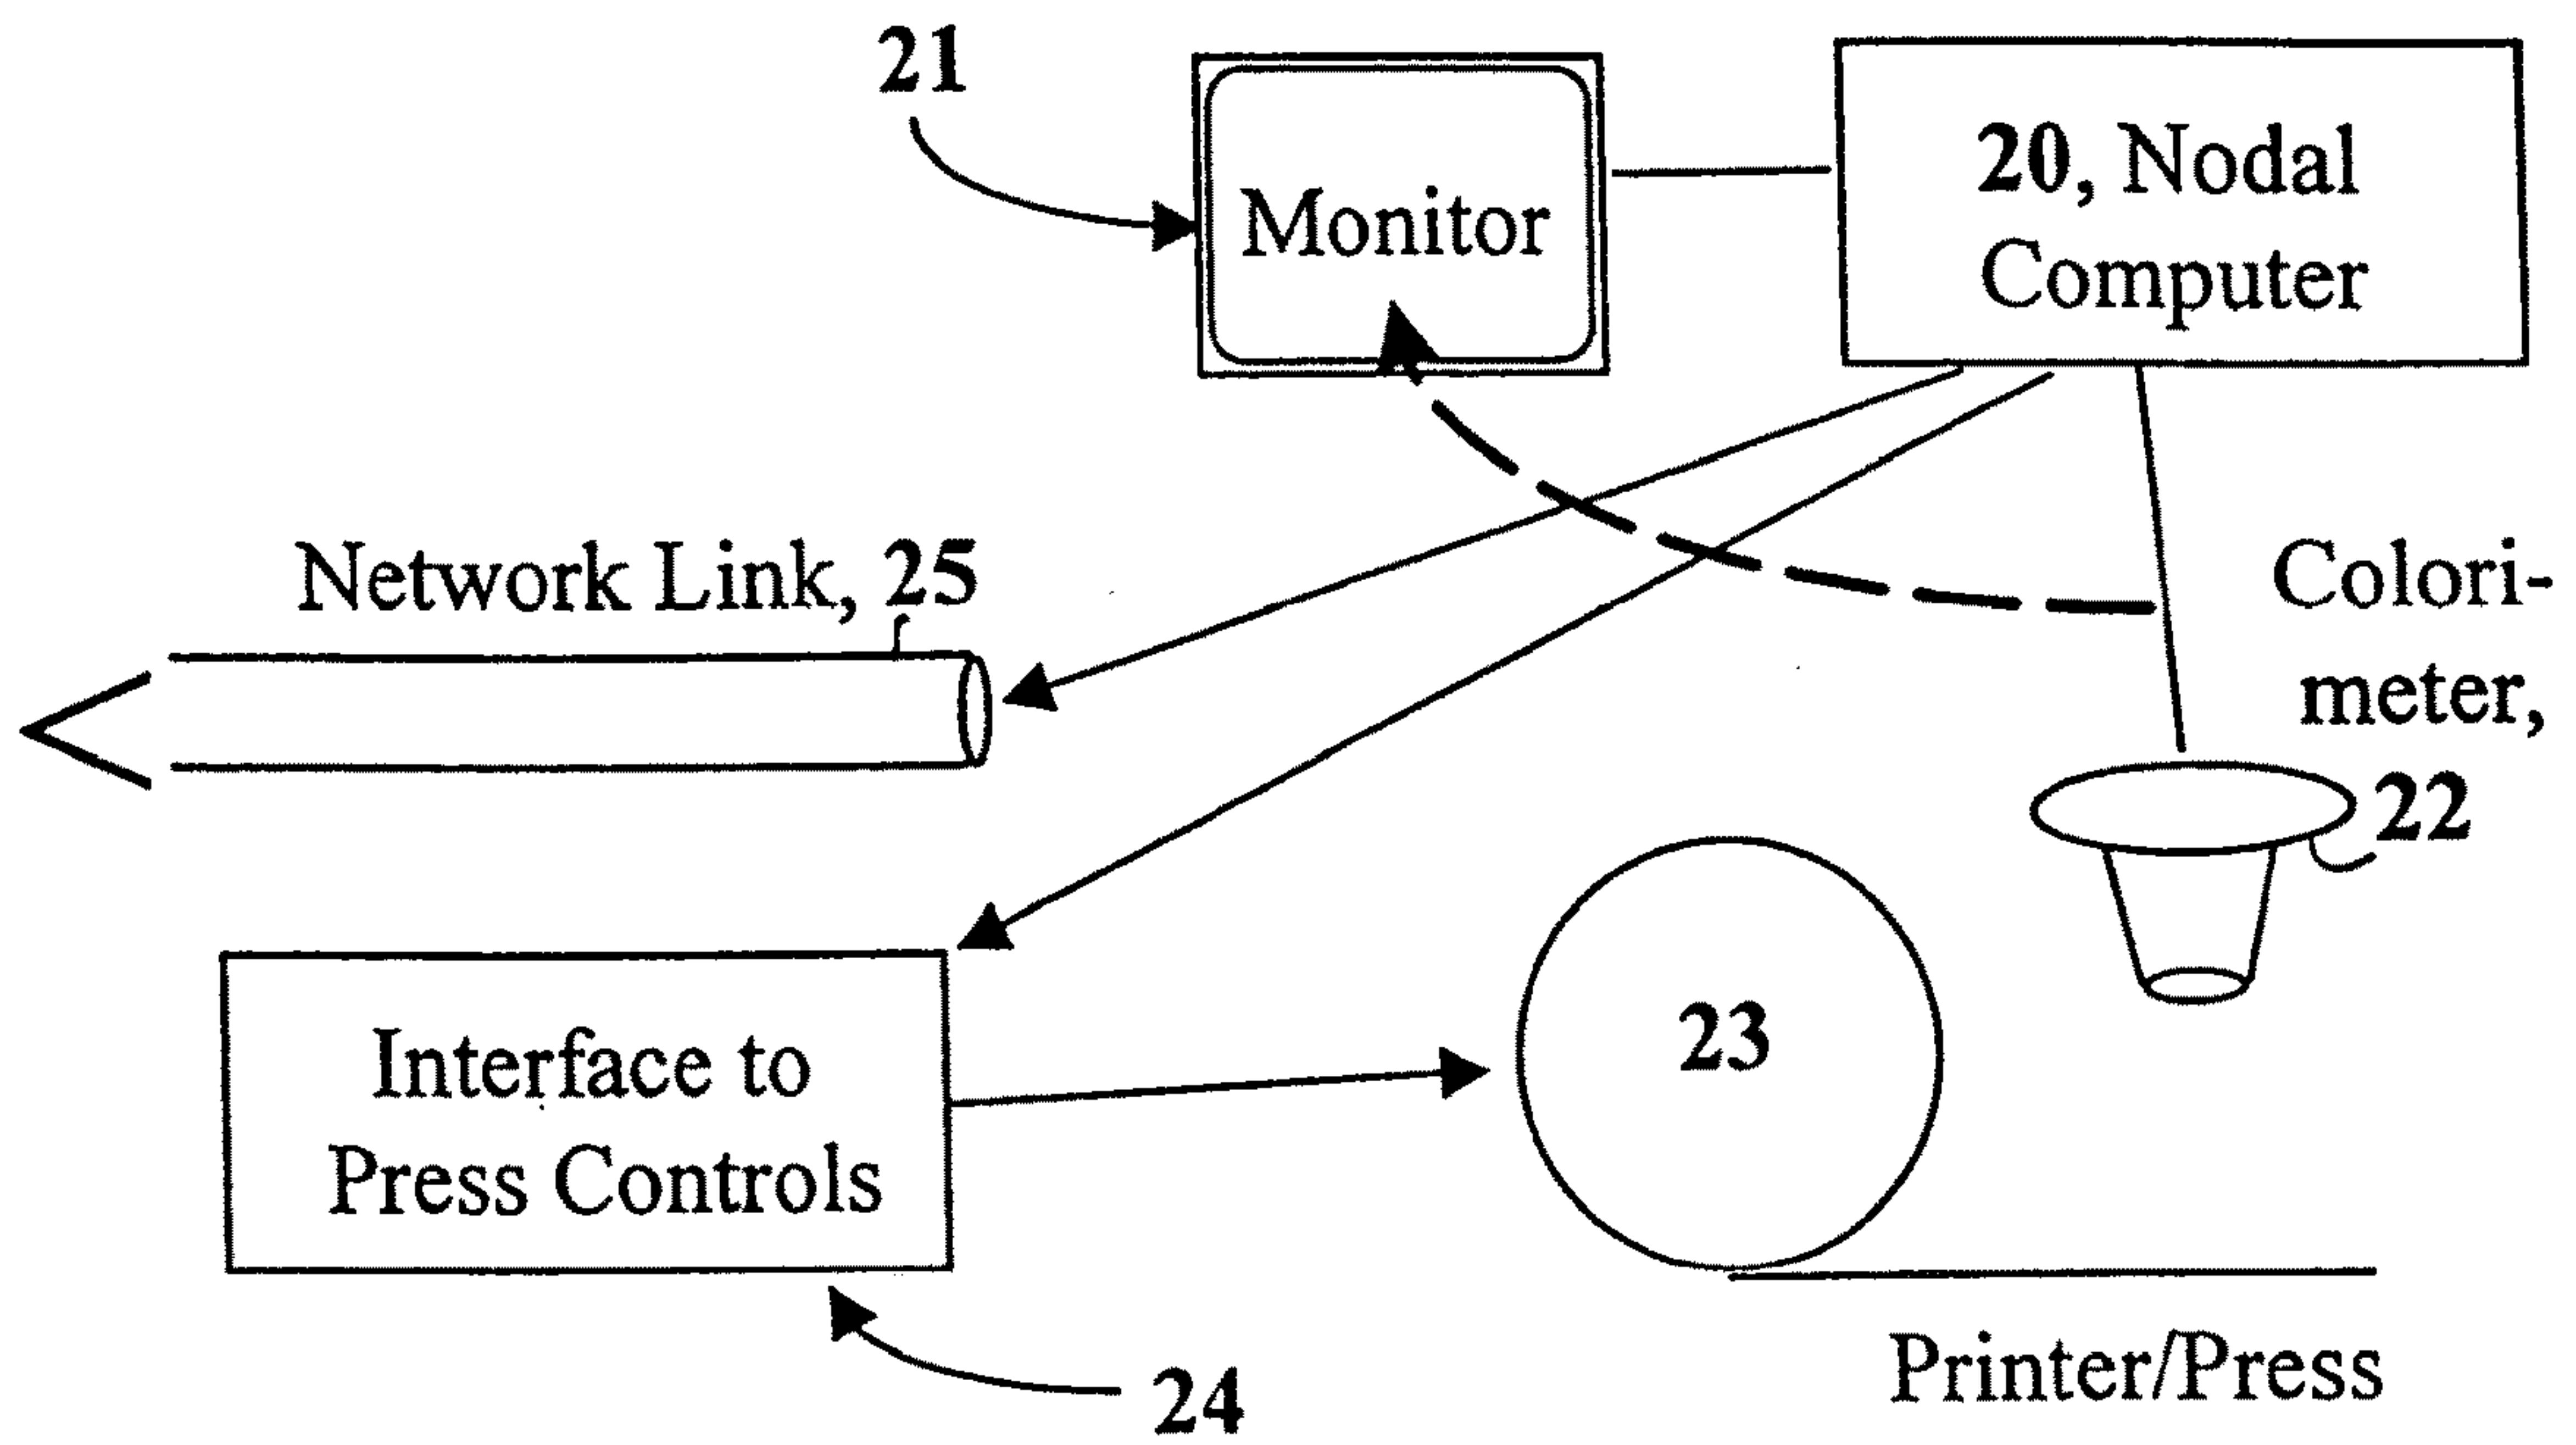 21
Monitor
20, Nodal
Computer
Network Link, 25
Colori-
meter,
22
23
Interface to
Press Controls
24
Printer/Press